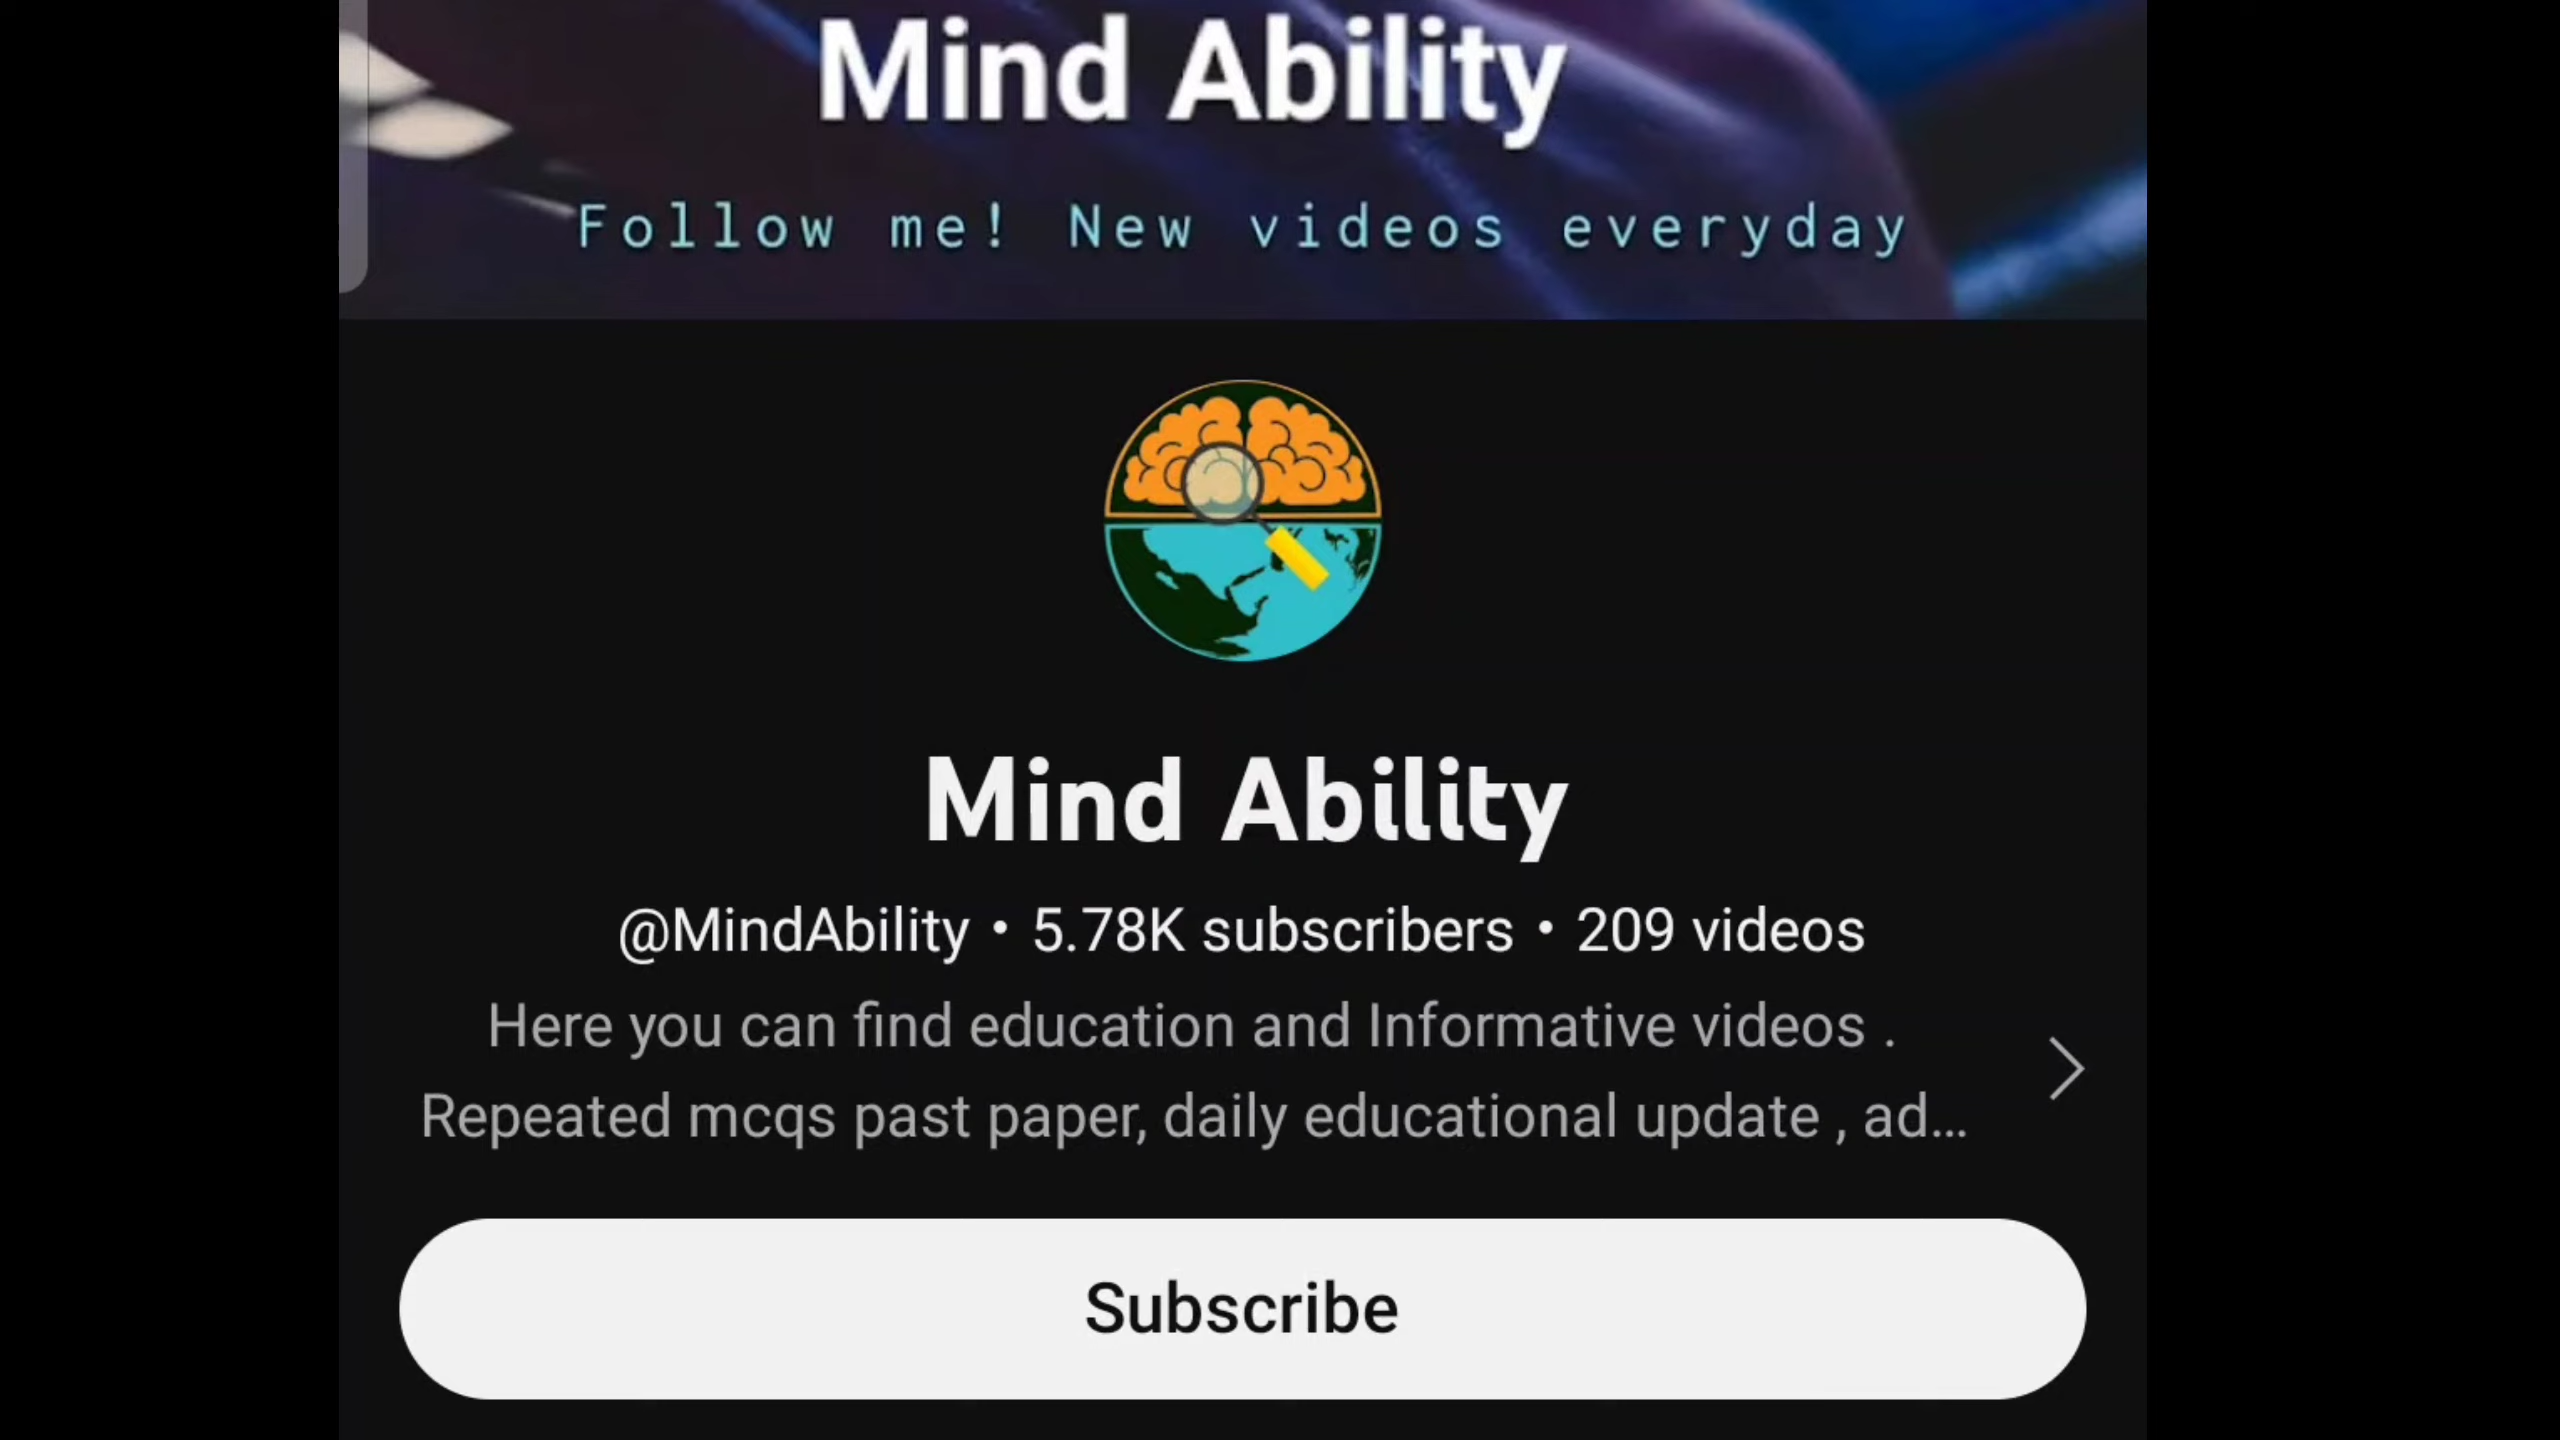 Mind Ability
Follow me! New videos everyday
Mind Ability
@MindAbility • 5.78K subscribers • 209 videos
Here you can find education and Informative videos .
Repeated mcqs past paper, daily educational update , ad...
Subscribe